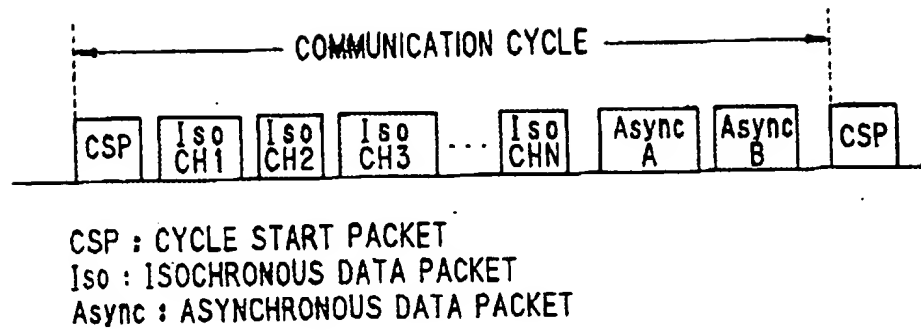 COMMUNICATION CYCLE
CSP Iso CH1 Iso CH2 Iso CH3 ... Iso CHN Async A Async B CSP
CSP : CYCLE START PACKET
Iso : ISOCHRONOUS DATA PACKET
Async : ASYNCHRONOUS DATA PACKET